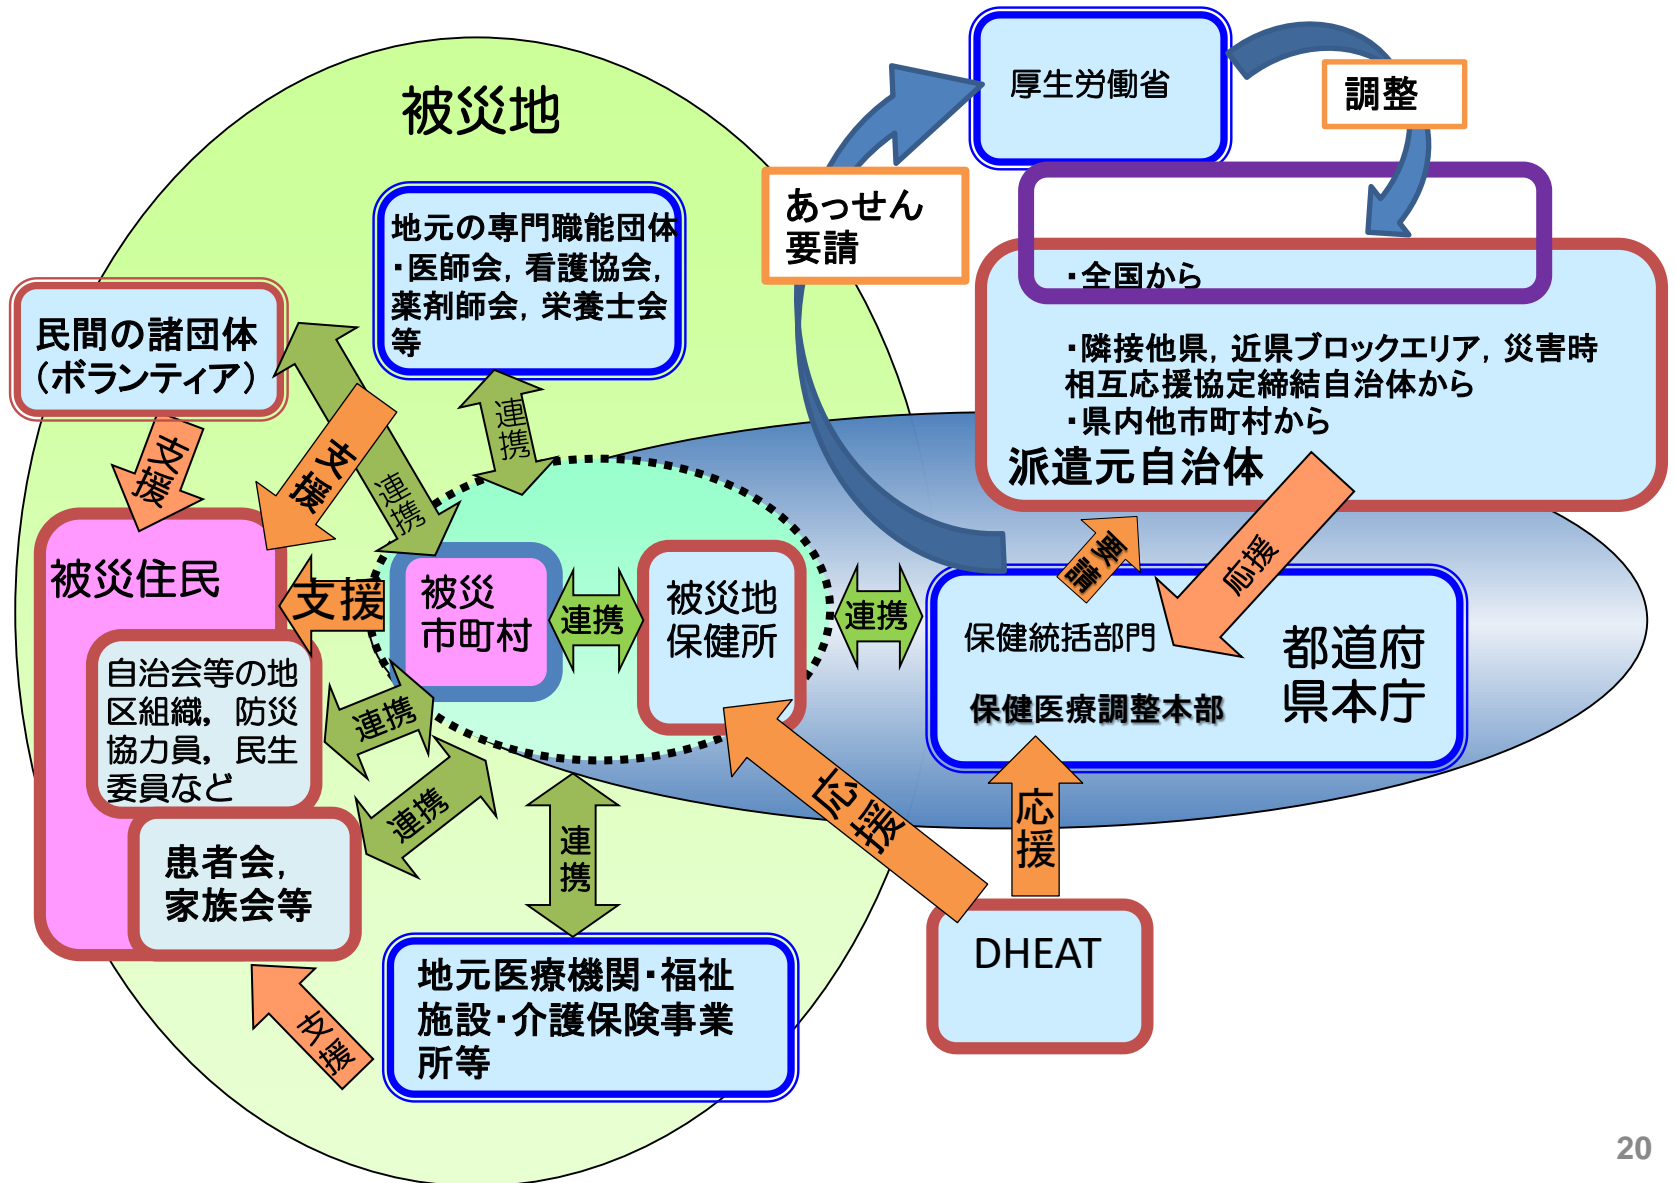 被災地
厚生労働省
調整
あっせん
要請
地元の専門職能団体
・医師会，看護協会，
薬剤師会，栄養士会
等
・全国から
・隣接他県，近県ブロックエリア，災害時
相互応援協定締結自治体から
・県内他市町村から
派遣元自治体
民間の諸団体
（ボランティア）
支援
支援
連携
連携
要請
応援
被災住民
支援
被災
市町村
連携
被災地
保健所
連携
保健統括部門
保健医療調整本部
都道府
県本庁
自治会等の地
区組織，防災
協力員，民生
委員など
連携
連携
患者会，
家族会等
連携
応援
応援
DHEAT
地元医療機関・福祉
施設・介護保険事業
所等
支援
20